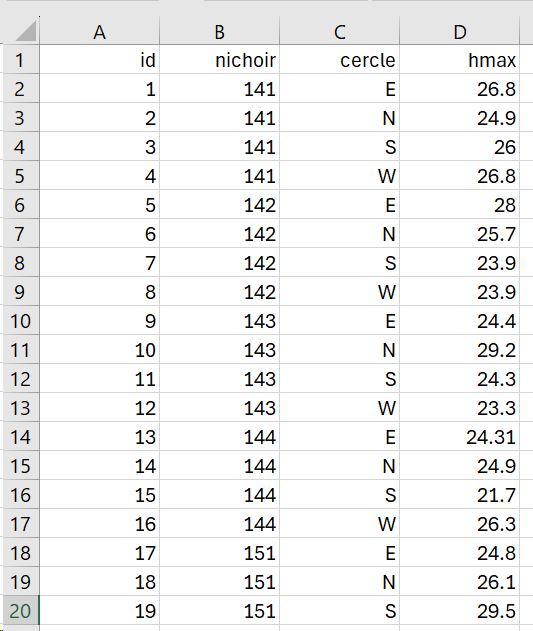 A B C D
1 id nichoir cercle hmax
2 1 141 E 26.8
3 2 141 N 24.9
4 3 141 S 26
5 4 141 W 26.8
6 5 142 E 28
7 6 142 N 25.7
8 7 142 S 23.9
9 8 142 W 23.9
10 9 143 E 24.4
11 10 143 N 29.2
12 11 143 S 24.3
13 12 143 W 23.3
14 13 144 E 24.31
15 14 144 N 24.9
16 15 144 S 21.7
17 16 144 W 26.3
18 17 151 E 24.8
19 18 151 N 26.1
20 19 151 S 29.5